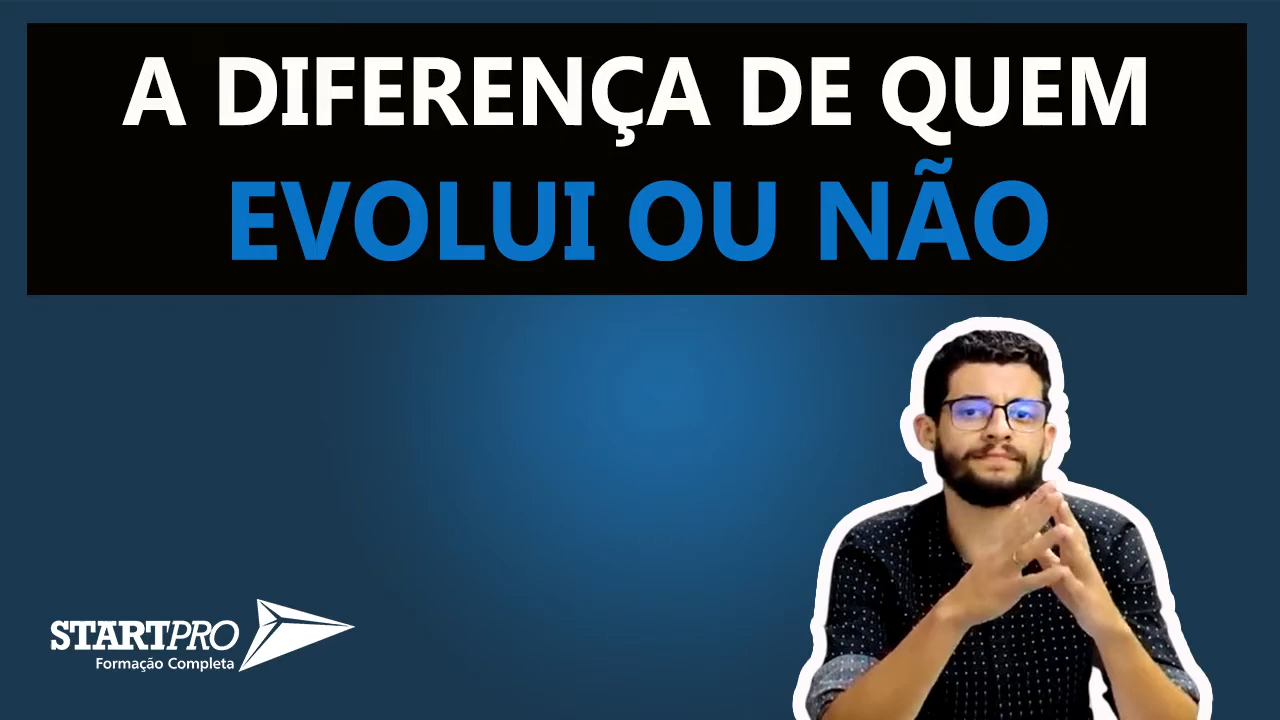 A DIFERENÇA DE QUEM
EVOLUI OU NÃO
STARTPRO
Formação Completa